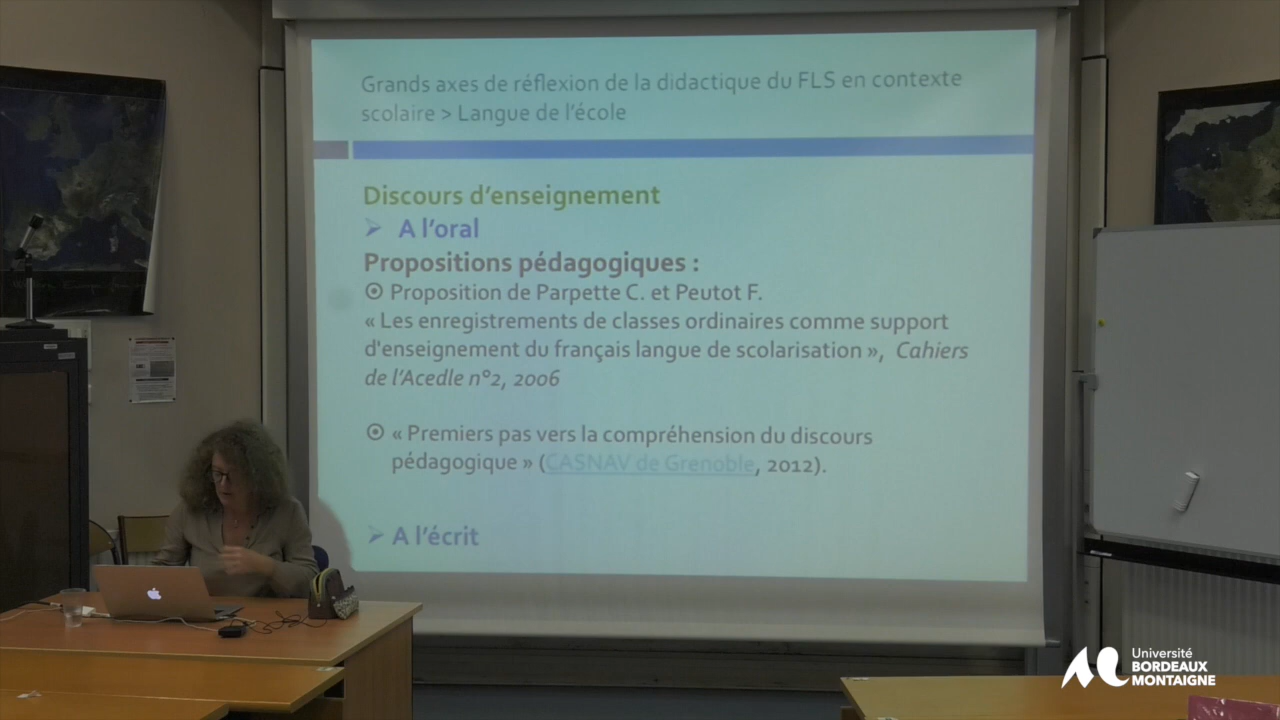 Grands axes de réflexion de la didactique du FLS en contexte
scolaire > Langue de l'école
Discours d'enseignement
➢ A l'oral
Propositions pédagogiques :
Proposition de Parpette C. et Peutot F.
« Les enregistrements de classes ordinaires comme support
d'enseignement du français langue de scolarisation », Cahiers
de l'Acedle n°2, 2006
« Premiers pas vers la compréhension du discours
pédagogique » (CASNAV de Grenoble, 2012).
➢ A l'écrit
Université
BORDEAUX
MONTAIGNE